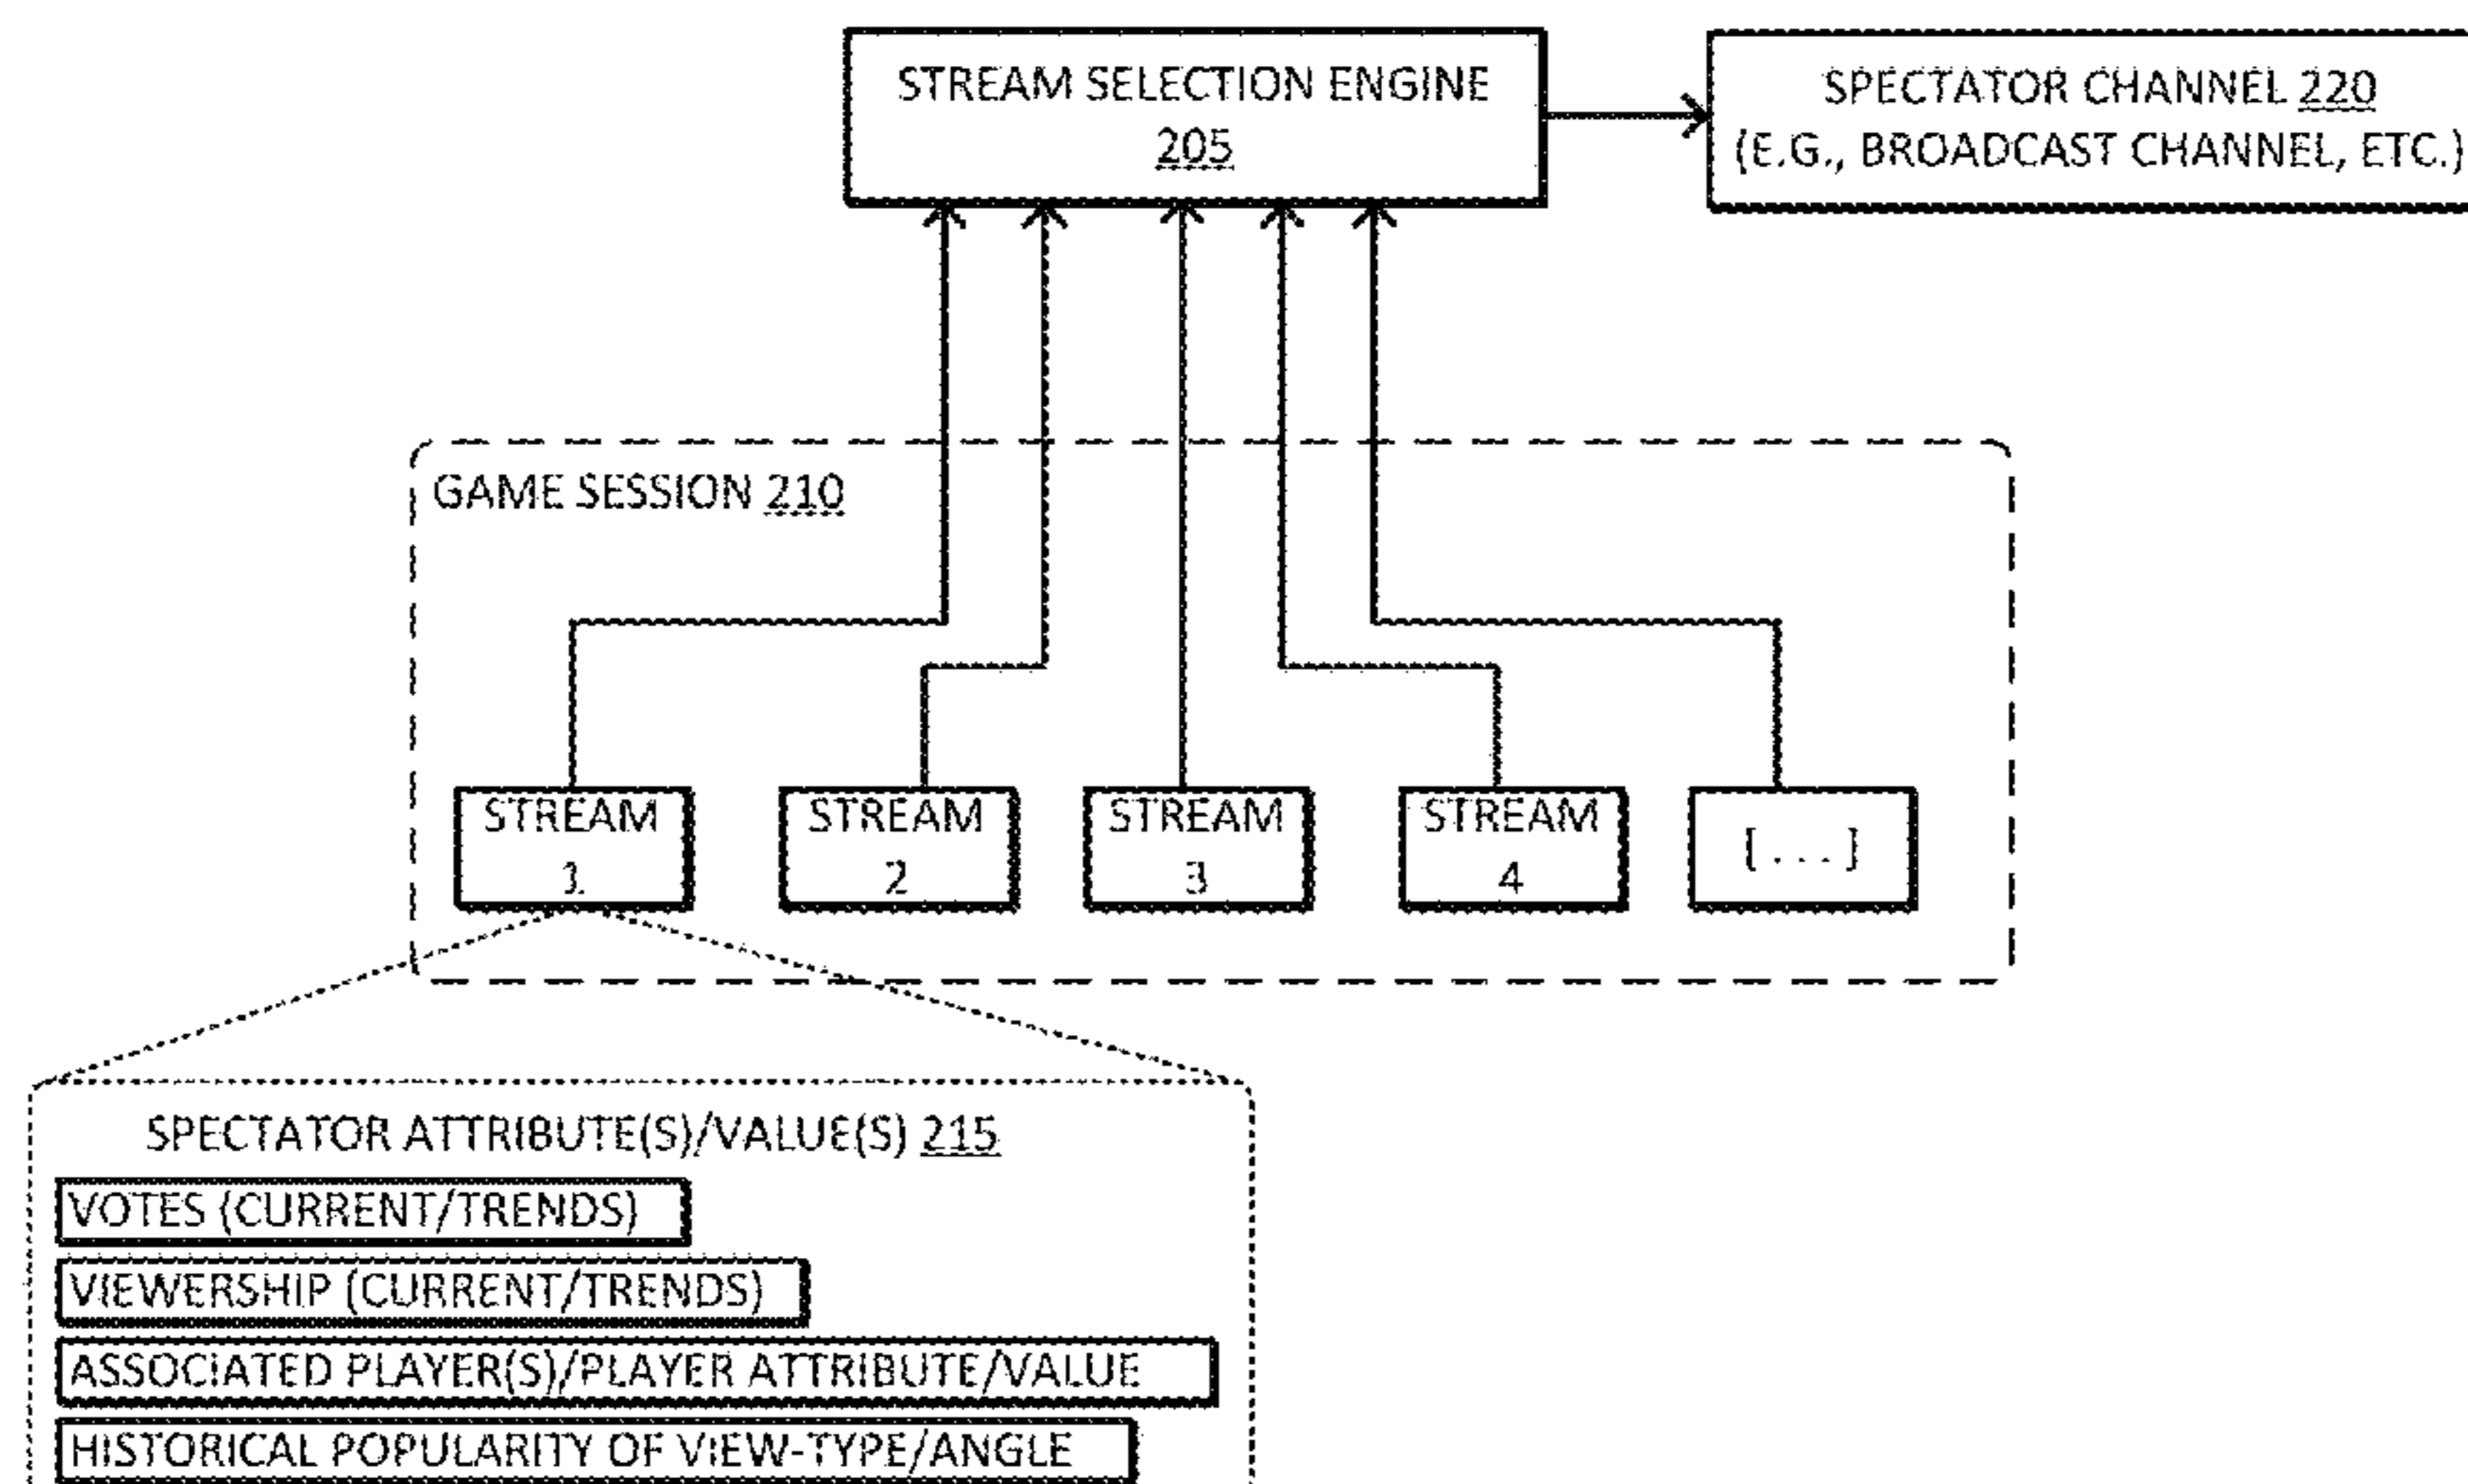 STREAM SELECTION ENGINE
205
SPECTATOR CHANNEL 220
(E.G., BROADCAST CHANNEL, ETC.)
GAME SESSION 210
STREAM
1
STREAM
2
STREAM
3
STREAM
4
[ . . . ]
SPECTATOR ATTRIBUTE(S)/VALUE(S) 215
VOTES (CURRENT/TRENDS)
VIEWERSHIP (CURRENT/TRENDS)
ASSOCIATED PLAYER(S)/PLAYER ATTRIBUTE/VALUE
HISTORICAL POPULARITY OF VIEW-TYPE/ANGLE